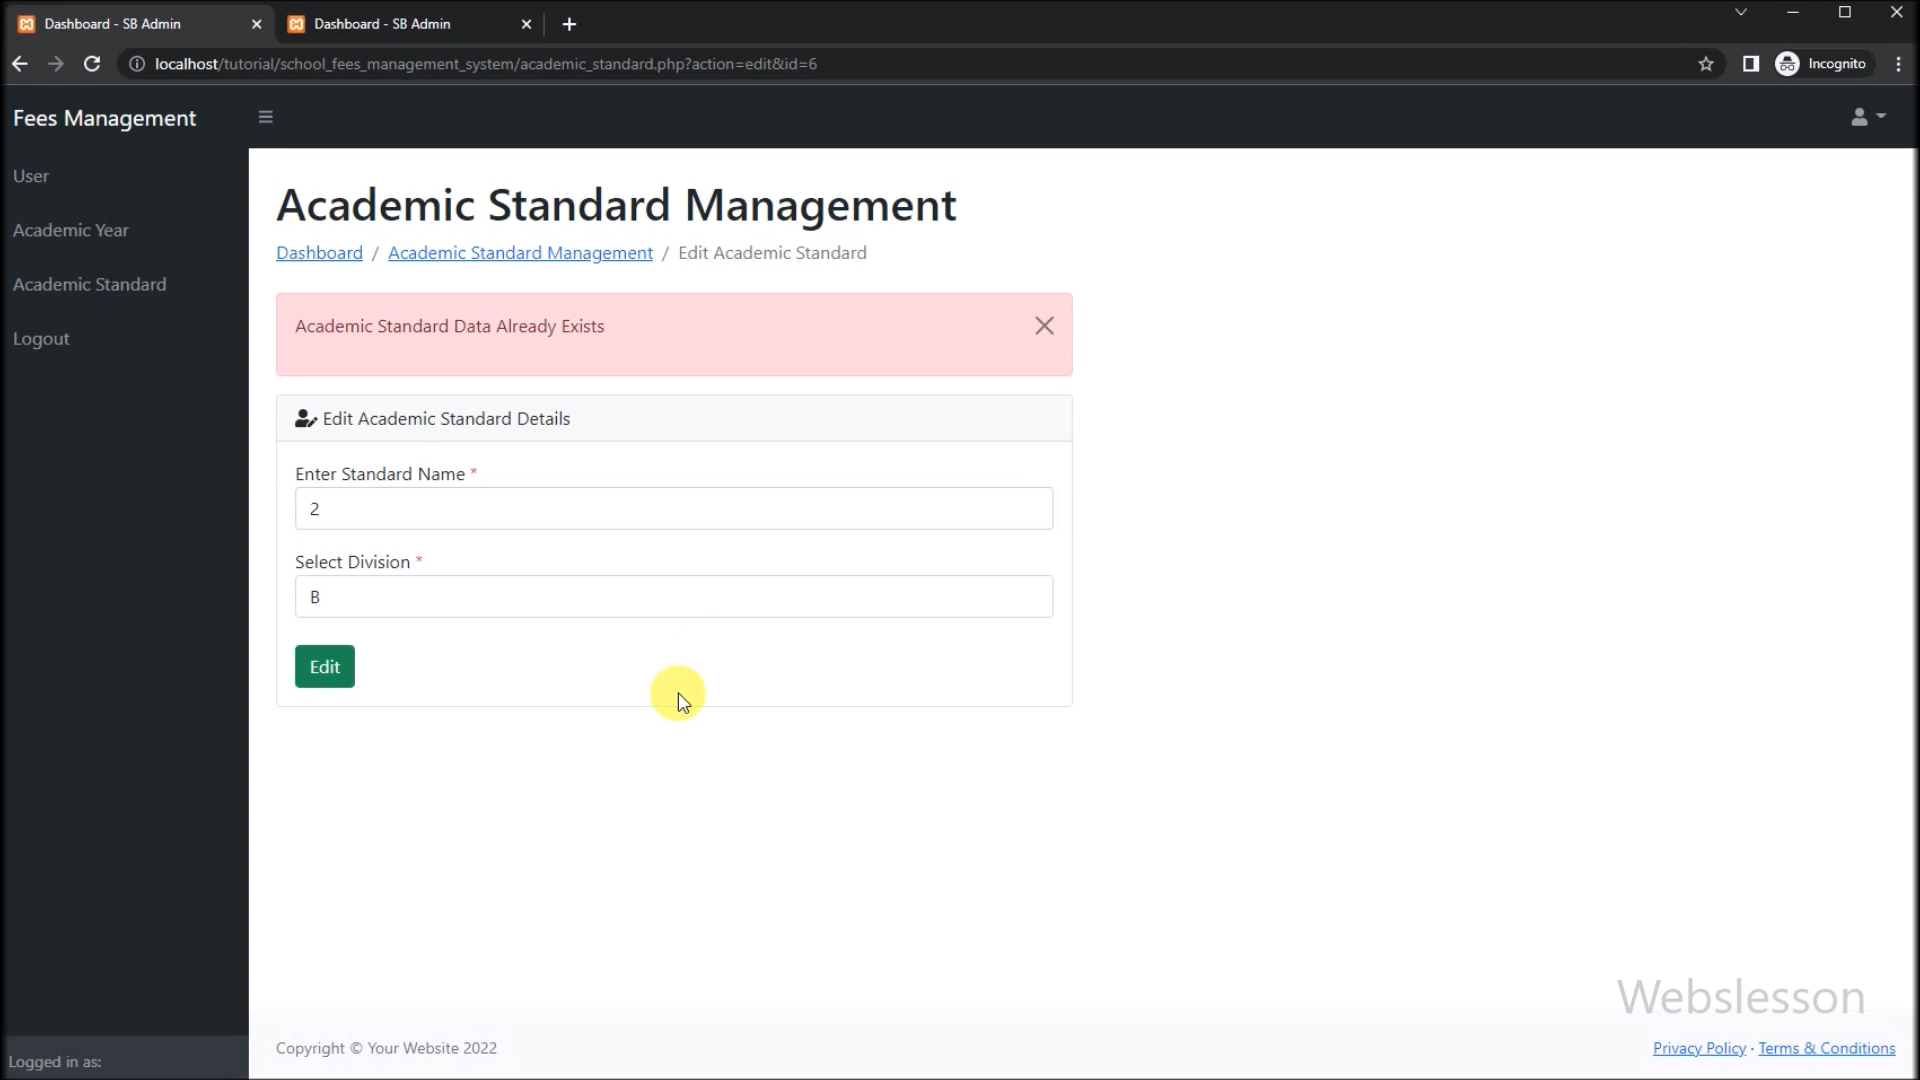 Dashboard - SB Admin
Dashboard - SB Admin
localhost/tutorial/school_fees_management_system/academic_standard.php?action=edit&id=6
Incognito
Fees Management
User
Academic Year
Academic Standard
Logout
Academic Standard Management
Dashboard / Academic Standard Management / Edit Academic Standard
Academic Standard Data Already Exists
Edit Academic Standard Details
Enter Standard Name *
2
Select Division *
B
Edit
Webslesson
Copyright © Your Website 2022
Privacy Policy · Terms & Conditions
Logged in as: